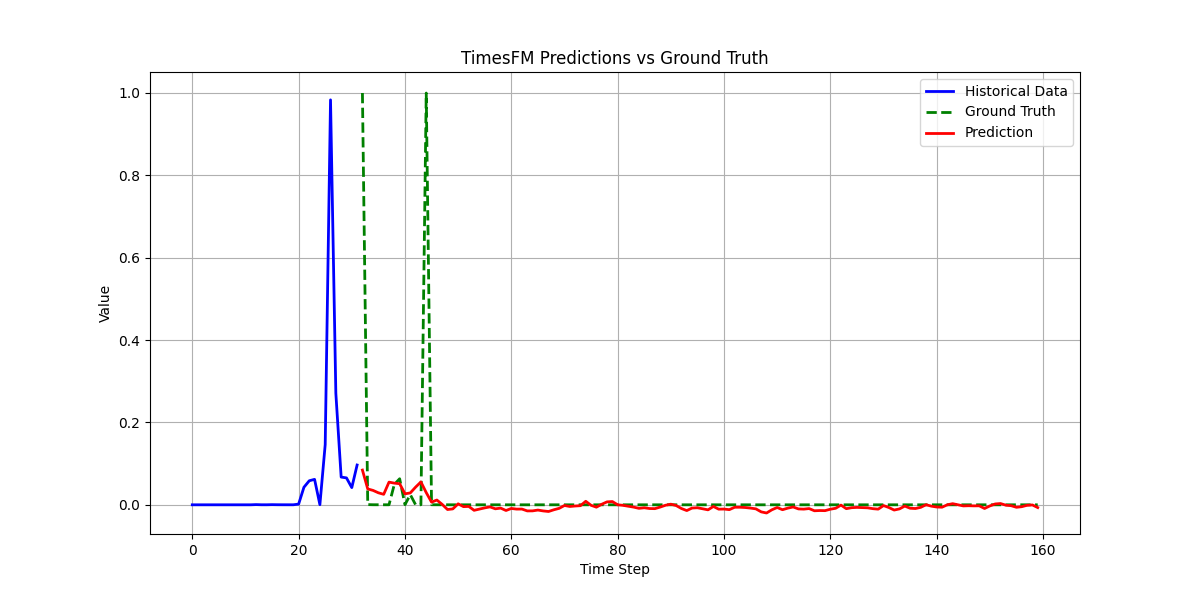 TimesFM Predictions vs Ground Truth
Historical Data
Ground Truth
Prediction
1.0
0.8
0.6
0.4
0.2
0.0
Value
0 20 40 60 80 100 120 140 160
Time Step